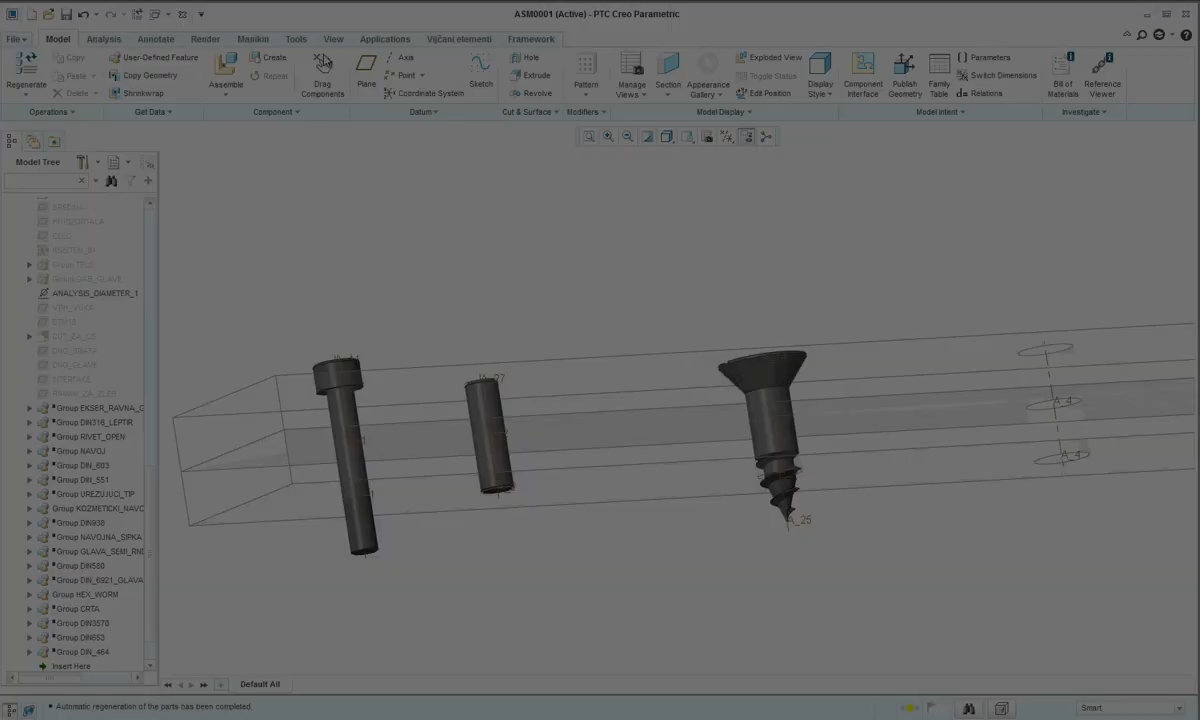 ASM0001 (Active) - PTC Creo Parametric
File Model Analysis Annotate Render Manikin Tools View Applications Vijčani elementi Framework
Regenerate
Copy
Paste
Delete
User-Defined Feature
Copy Geometry
Shrinkwrap
Assemble
Create
Repeat
Drag
Components
Plane
Axis
Point
Coordinate System
Sketch
Hole
Extrude
Revolve
Pattern
Manage
Views
Section
Appearance
Gallery
Exploded View
Toggle Status
Edit Position
Display
Style
Component
Interface
Publish
Geometry
Family
Table
Parameters
Switch Dimensions
d= Relations
Bill of
Materials
Reference
Viewer
Operations Get Data Component Datum Cut & Surface Modifiers Model Display Model Intent Investigate
Model Tree
ANALYSIS_DIAMETER_1
Group EKSER_RAVNA_G
Group DIN316_LEPTIR
Group RIVET_OPEN
Group NAVOJ
Group DIN_603
Group DIN_551
Group UREZUJUCI_TIP
Group KOZMETICKI_NAVO
Group DIN938
Group NAVOJNA_SIPKA
Group GLAVA_SEMI_RND
Group DIN580
Group DIN_6921_GLAVA
Group HEX_WORM
Group CRTA
Group DIN3570
Group DIN653
Group DIN_464
Insert Here
A_4
A_4
A_25
Default All
Automatic regeneration of the parts has been completed.
Smart